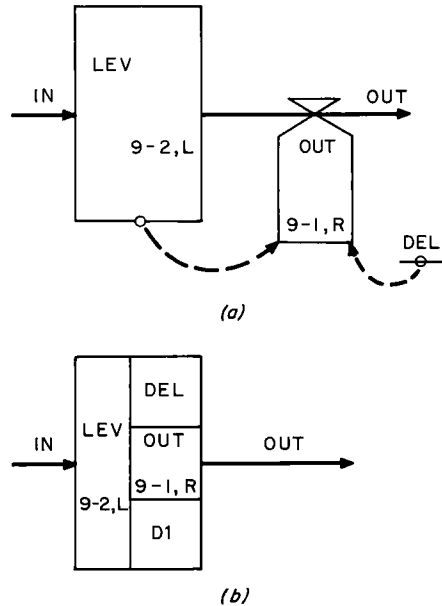 LEV
IN
OUT
9-2, L
OUT
9-1, R
DEL
(a)
DEL
IN
LEV
OUT
OUT
9-2, L
9-1, R
D1
(b)